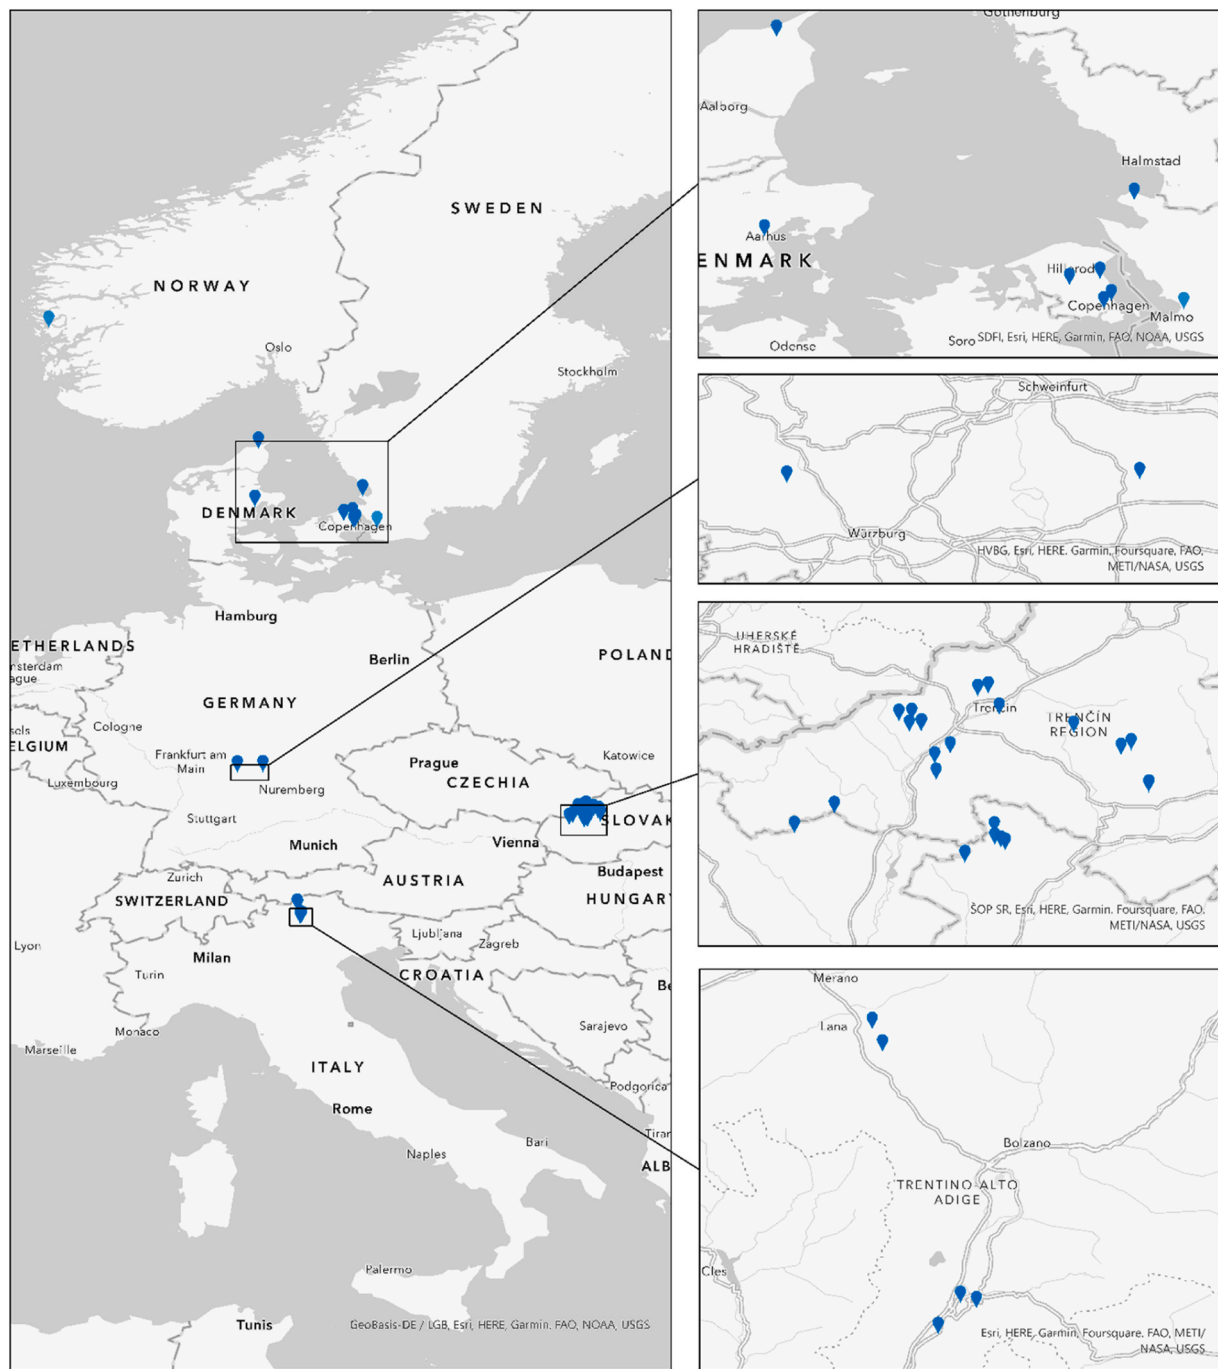 SWEDEN
NORWAY
Oslo
Stockholm
DENMARK
Copenhagen
Hamburg
ETHERLANDS
nsterdam
ague
Berlin
POLAND
GERMANY
Cologne
sols
ELGIUM
Frankfurt am
Main
Katowice
Prague
CZECHIA
Luxembourg
Nuremberg
Stuttgart
SLOVAK
Vienna
Munich
Budapest
Zurich
AUSTRIA
SWITZERLAND
HUNGARY
Ljubljana
Zagreb
Lyon
Milan
Turin
CROATIA
Be
Sarajevo
Monaco
Marseille
ITALY
Podgorica
Rome
Tirar
Bari
Naples
ALB
Palermo
Tunis
GeoBasis-DE / LGB, Esri, HERE, Garmin, FAO, NOAA, USGS
Gothenburg
Aalborg
Halmstad
Aarhus
ENMARK
Hillerod
Copenhagen
Malmo
Odense
Soro
SDFI, Esri, HERE, Garmin, FAO, NOAA, USGS
Schweinfurt
Würzburg
HVBG, Esri, HERE, Garmin, Foursquare, FAO,
METI/NASA, USGS
UHERSKÉ
HRADIŠTĚ
Trenčín
TRENČÍN
REGION
ŠOP SR, Esri, HERE, Garmin, Foursquare, FAO,
METI/NASA, USGS
Merano
Lana
Bolzano
TRENTINO-ALTO
ADIGE
Cles
Esri, HERE, Garmin, Foursquare, FAO, METI/
NASA, USGS